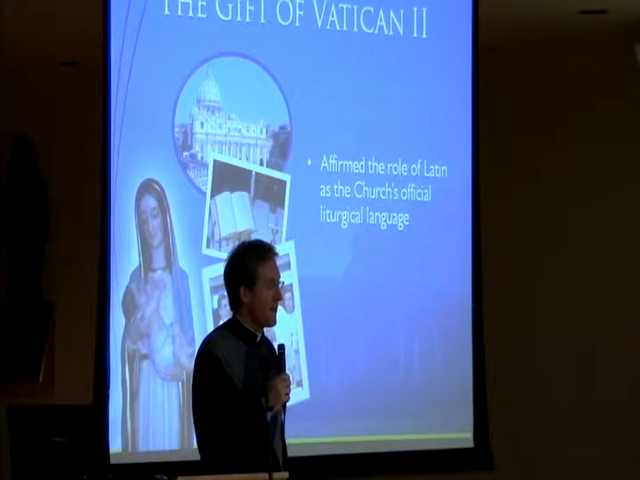 THE GIFT OF VATICAN II
• Affirmed the role of Latin
as the Church's official
liturgical language